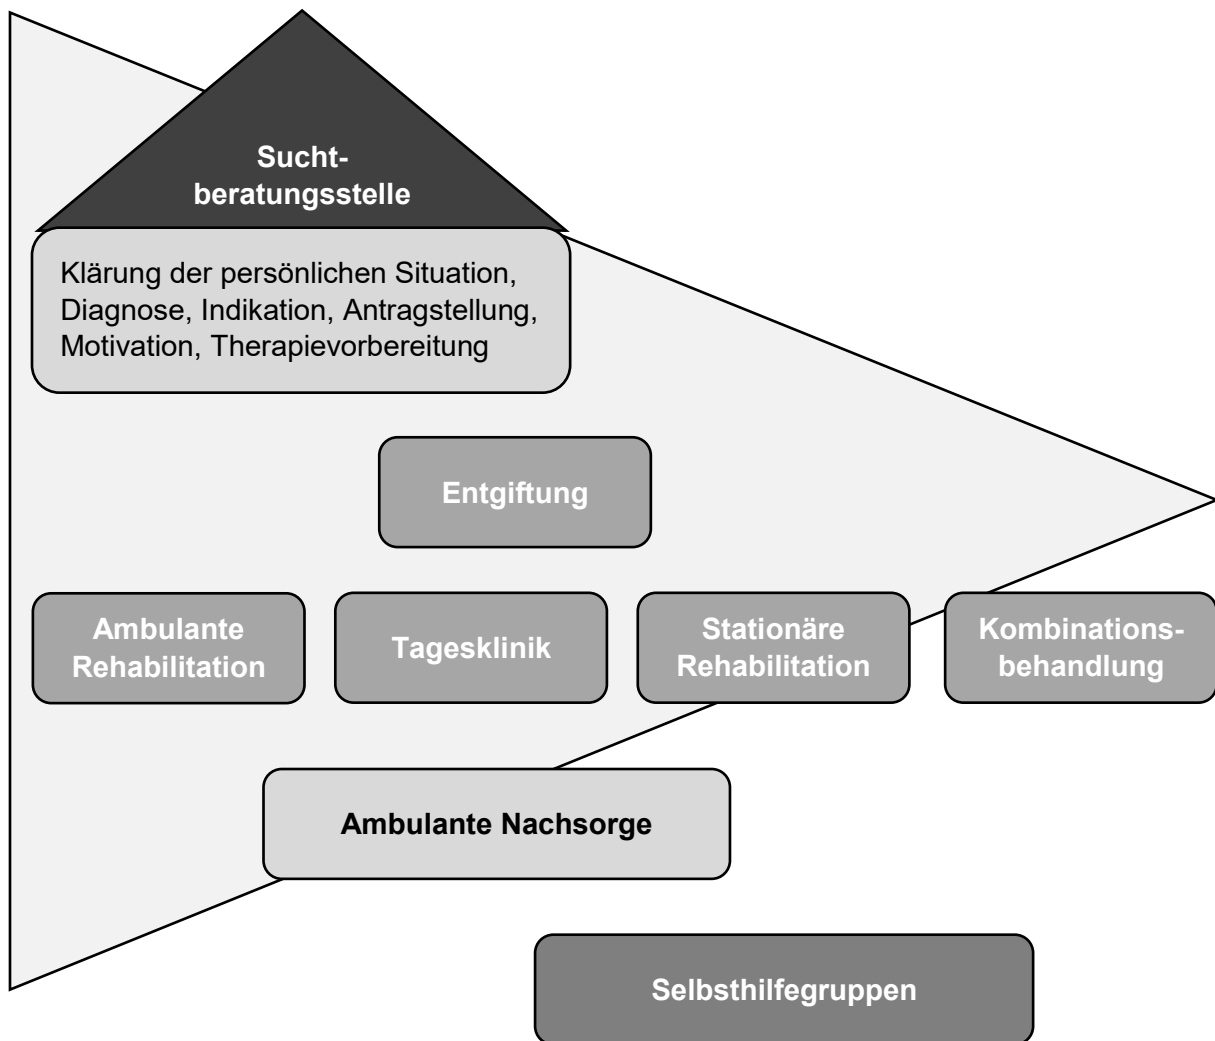 Sucht-
beratungsstelle
Klärung der persönlichen Situation,
Diagnose, Indikation, Antragstellung,
Motivation, Therapievorbereitung
Entgiftung
Ambulante
Rehabilitation
Tagesklinik
Stationäre
Rehabilitation
Kombinations-
behandlung
Ambulante Nachsorge
Selbsthilfegruppen